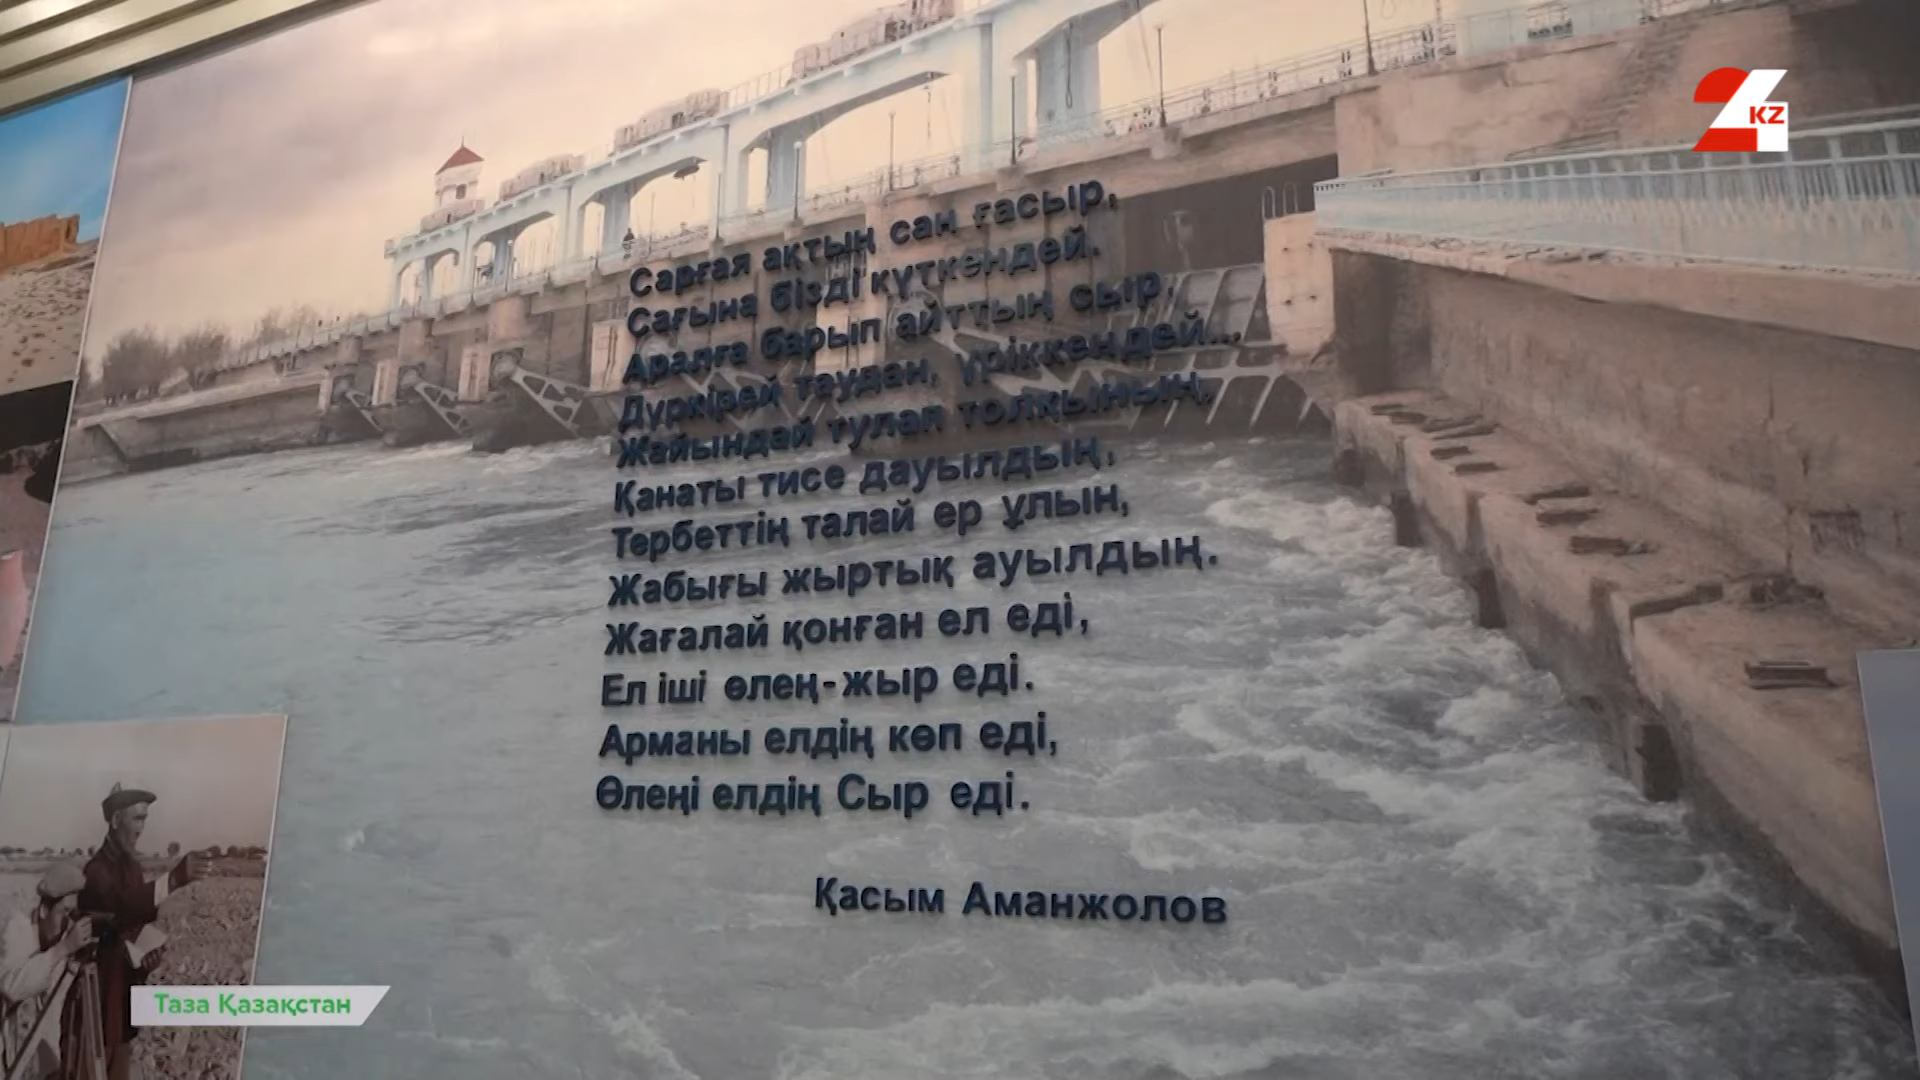 24 KZ
Сарғая ақтың сан ғасыр,
Сағына бізді күткендей.
Аралға барып айттың сыр,
Дүркірей таудан, үріккендей...
Жайындай тулап толқының,
Қанаты тисе дауылдың,
Тербеттің талай ер ұлын,
Жабығы жыртық ауылдың.
Жағалай қонған ел еді,
Ел іші өлең-жыр еді.
Арманы елдің көп еді,
Өлеңі елдің Сыр еді.
Қасым Аманжолов
Таза Қазақстан